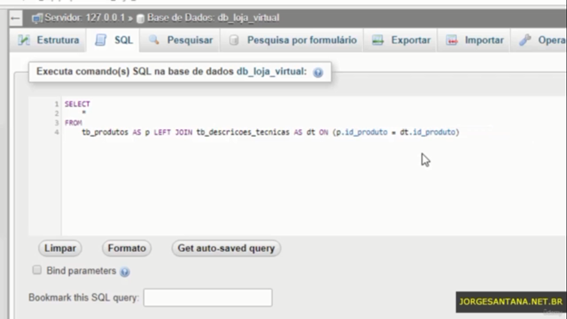 Servidor: 127.0.0.1 » Base de Dados: db_loja_virtual
Estrutura SQL Pesquisar Pesquisa por formulário Exportar Importar Opera
Executa comando(s) SQL na base de dados db_loja_virtual:
1 SELECT
2 *
3 FROM
4 tb_produtos AS p LEFT JOIN tb_descricoes_tecnicas AS dt ON (p.id_produto = dt.id_produto)
Limpar Formato Get auto-saved query
Bind parameters
Bookmark this SQL query:
JORGESANTANA.NET.BR